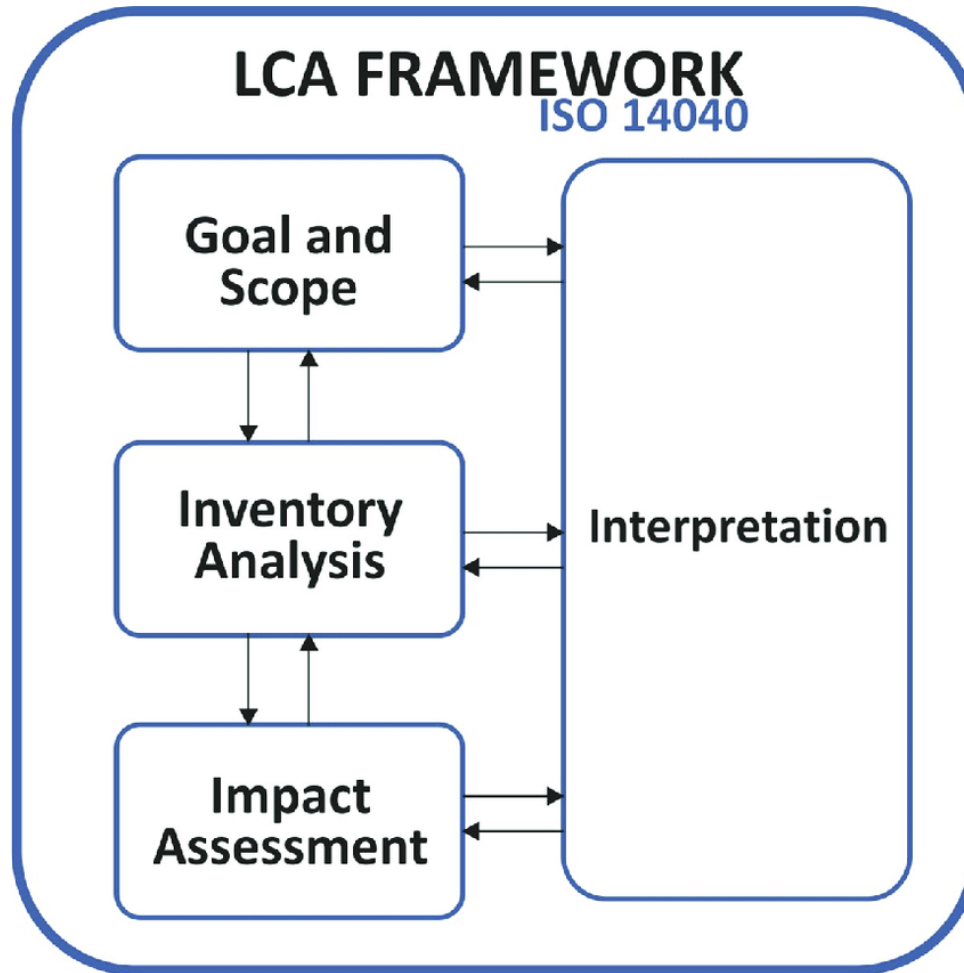 LCA FRAMEWORK
ISO 14040
Goal and
Scope
Inventory
Analysis
Impact
Assessment
Interpretation